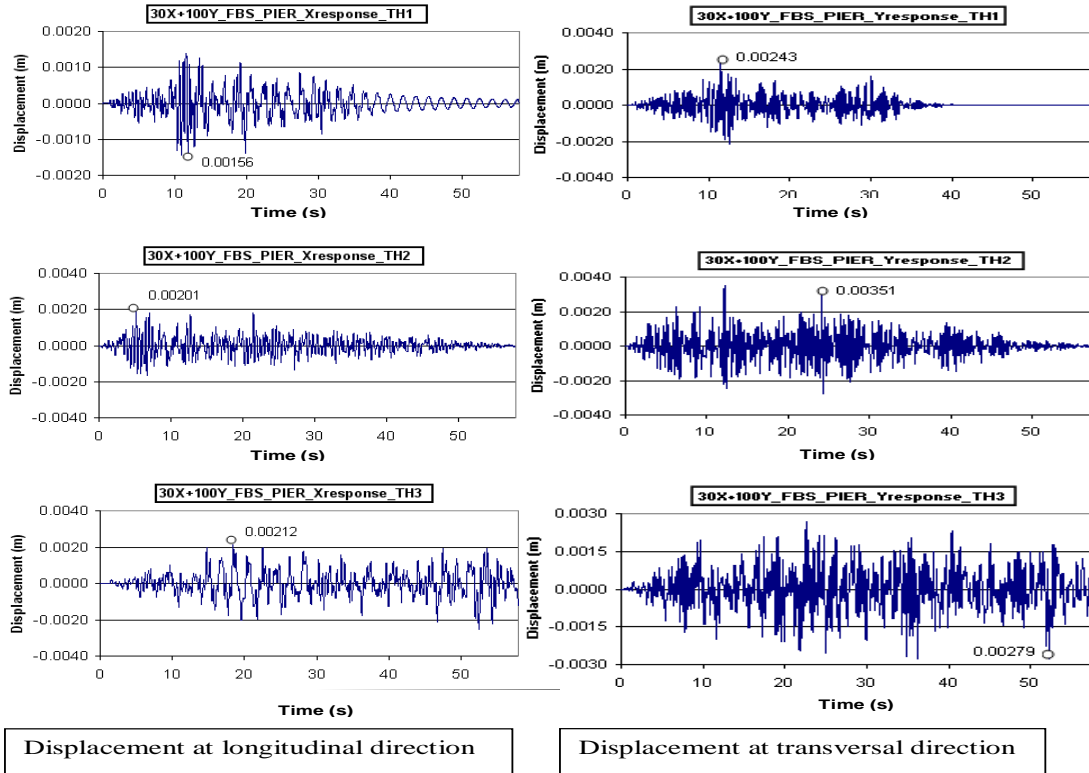 30X+100Y_FBS_PIER_Xresponse_TH1
Displacement (m)
0.0020
0.0010
0.0000
-0.0010
-0.0020
0.00156
0 10 20 30 40 50
Time (s)
30X+100Y_FBS_PIER_Yresponse_TH1
Displacement (m)
0.0040
0.0020
0.0000
-0.0020
-0.0040
0.00243
0 10 20 30 40 50
Time (s)
30X+100Y_FBS_PIER_Xresponse_TH2
Displacement (m)
0.0040
0.0020
0.0000
-0.0020
-0.0040
0.00201
0 10 20 30 40 50
Time (s)
30X+100Y_FBS_PIER_Yresponse_TH2
Displacement (m)
0.0040
0.0020
0.0000
-0.0020
-0.0040
0.00351
0 10 20 30 40 50
Time (s)
30X+100Y_FBS_PIER_Xresponse_TH3
Displacement (m)
0.0040
0.0020
0.0000
-0.0020
-0.0040
0.00212
0 10 20 30 40 50
Time (s)
30X+100Y_FBS_PIER_Yresponse_TH3
Displacement (m)
0.0030
0.0015
0.0000
-0.0015
-0.0030
0.00279
0 10 20 30 40 50
Time (s)
Displacement at longitudinal direction
Displacement at transversal direction